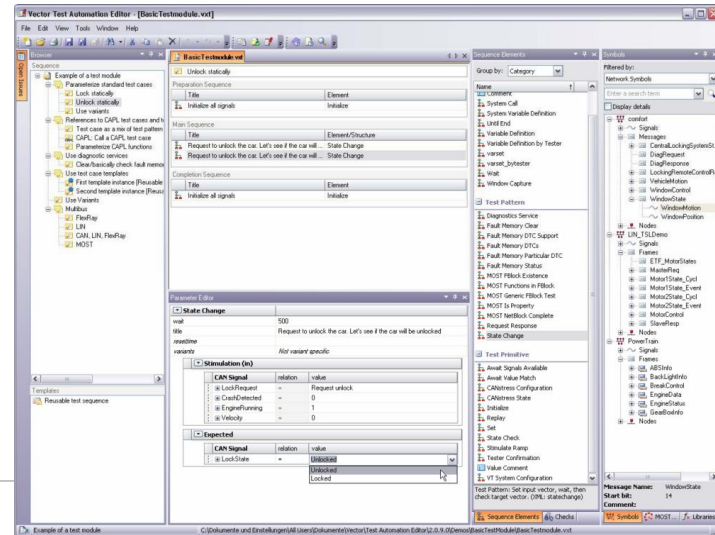 Vector Test Automation Editor - [BasicTestmodule.vxt]
File Edit View Tools Window Help
Open Issues
Browser
Sequence
Example of a test module
Parameterize standard test cases
Lock statically
Unlock statically
Use variants
References to CAPL test cases and t
Test case as a mix of test pattern
CAPL: Call a CAPL test case
Parameterize CAPL functions
Use diagnostic services
Clear/basically check fault memo
Use test case templates
First template instance [Reusable
Second template instance [Reusa
Use Variants
Multibus
FlexRay
LIN
CAN, LIN, FlexRay
MOST
Templates
Reusable test sequence
BasicTestmodule.vxt
Unlock statically
Preparation Sequence
Title Element
Initialize all signals Initialize
Main Sequence
Title Element/Structure
Request to unlock the car. Let's see if the car will ... State Change
Request to unlock the car. Let's see if the car will ... State Change
Completion Sequence
Title Element
Initialize all signals Initialize
Parameter Editor
State Change
wait 500
title Request to unlock the car. Let's see if the car will be unlocked
resettime
variants Not variant specific
Stimulation (in)
CAN Signal relation value
LockRequest = Request unlock
CrashDetected = 0
EngineRunning = 1
Velocity = 0
Expected
CAN Signal relation value
LockState = Unlocked
Unlocked
Locked
Sequence Elements
Group by: Category
Name
Comment
System Call
System Variable Definition
Until End
Variable Definition
Variable Definition by Tester
varset
varset_bytester
Wait
Window Capture
Test Pattern
Diagnostics Service
Fault Memory Clear
Fault Memory DTC Support
Fault Memory DTCs
Fault Memory Particular DTC
Fault Memory Status
MOST FBlock Existence
MOST Functions in FBlock
MOST Generic FBlock Test
MOST Is Property
MOST NetBlock Complete
Request Response
State Change
Test Primitive
Await Signals Available
Await Value Match
CANstress Configuration
CANstress State
Initialize
Replay
Set
State Check
Stimulate Ramp
Tester Confirmation
Value Comment
VT System Configuration
Test Pattern: Set input vector, wait, then
check target vector. (XML: statechange)
Sequence Elements Checks
Symbols
Filtered by:
Network Symbols
Enter a search term
Display details
comfort
Signals
Messages
CentralLockingSystemSt
DiagRequest
DiagResponse
LockingRemoteControlR
VehicleMotion
WindowControl
WindowState
WindowMotion
WindowPosition
Nodes
LIN_TSLDemo
Signals
Frames
ETF_MotorStates
MasterReq
Motor1State_Cycl
Motor1State_Event
Motor2State_Cycl
Motor2State_Event
MotorControl
SlaveResp
Nodes
PowerTrain
Signals
Frames
ABSInfo
BackLightInfo
BreakControl
EngineData
EngineStatus
GearBoxInfo
Nodes
Message Name: WindowState
Start bit: 14
Comment:
Symbols MOST ... Libraries
Example of a test module C:\Dokumente und Einstellungen\All Users\Dokumente\Vector\Test Automation Editor\2.0.9.0\Demos\BasicTestModule\BasicTestmodule.vxt